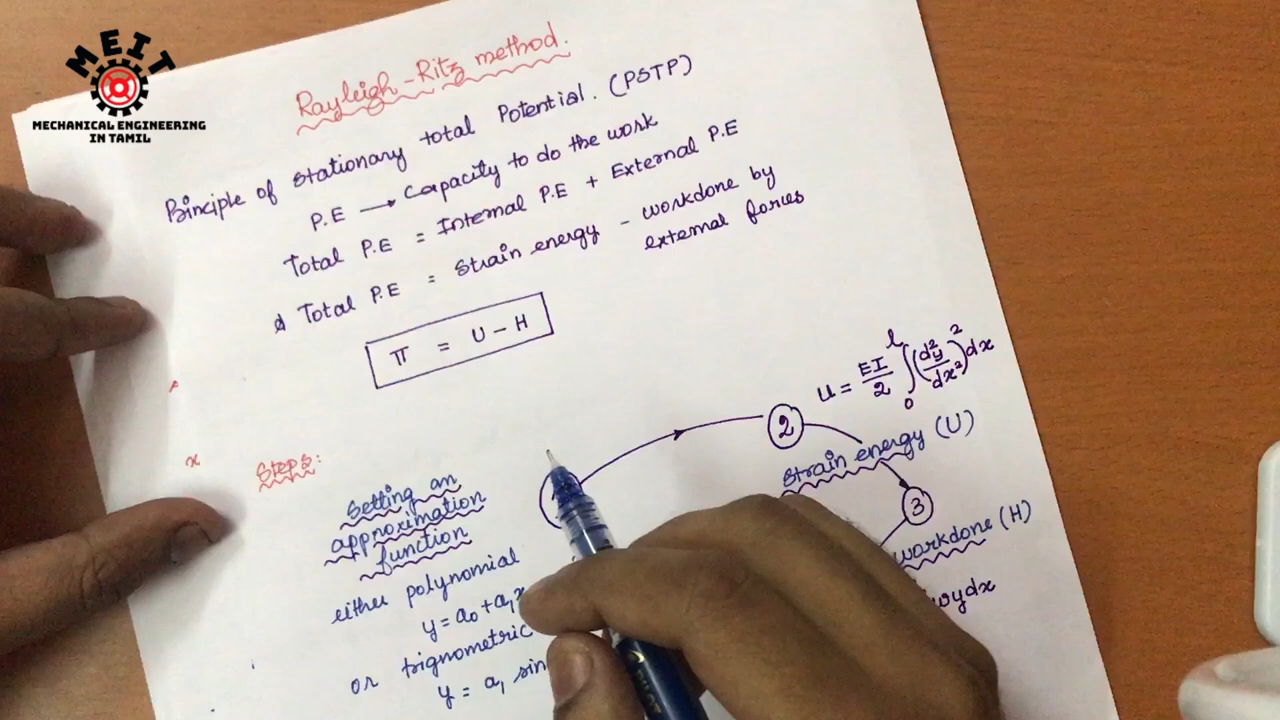 MEIT
MECHANICAL ENGINEERING
IN TAMIL
Rayleigh-Ritz method.
Principle of stationary total Potential. (PSTP)
P.E → Capacity to do the work
Total P.E = Internal P.E + External P.E
Total P.E = Strain energy - workdone by
external forces
π = U - H
Steps:
Setting an
approximation
function
either polynomial
y = a₀ + a₁x
or trignometric
y = a₁ sin
2
U = EI/2 ∫₀ˡ (d²y/dx²)² dx
Strain energy (U)
3
workdone (H)
wydx